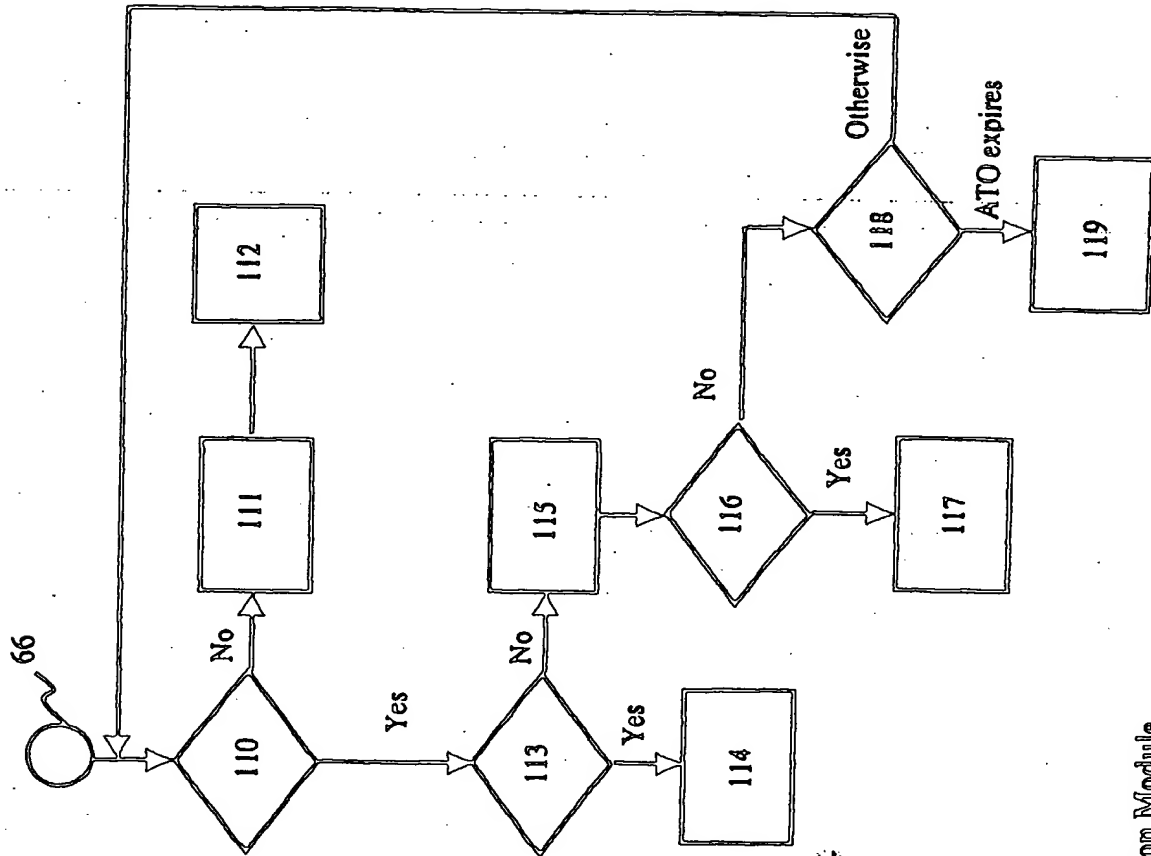 66
110
No
111
112
Yes
113
No
115
Yes
114
116
No
Yes
117
118
Otherwise
ATO expires
119
Module